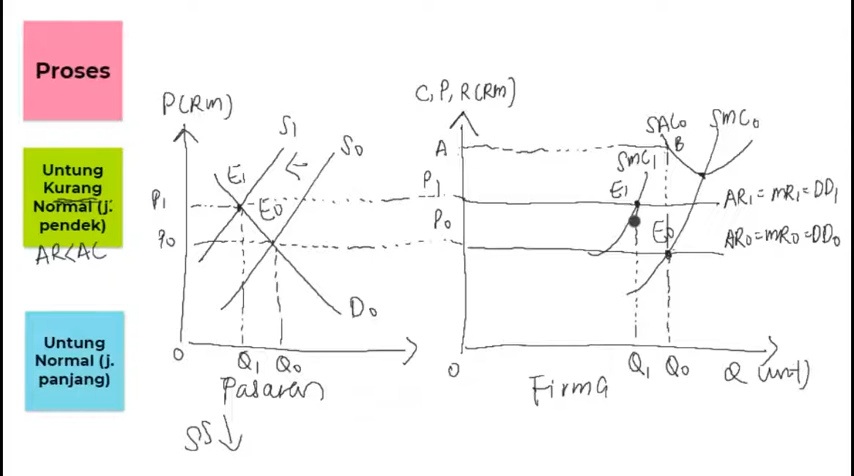 Proses
Untung
Kurang
Normal (j.
pendek)
AR<AC
Untung
Normal (j.
panjang)
P(RM)
S1
S0
E1
E0
P1
P0
D0
0
Q1
Q0
Pasaran
SS↓
C, P, R(RM)
A
SAC0
B
SMC0
SMC1
P1
E1
AR1=MR1=DD1
P0
E0
AR0=MR0=DD0
0
Q1
Q0
Q (unit)
Firma